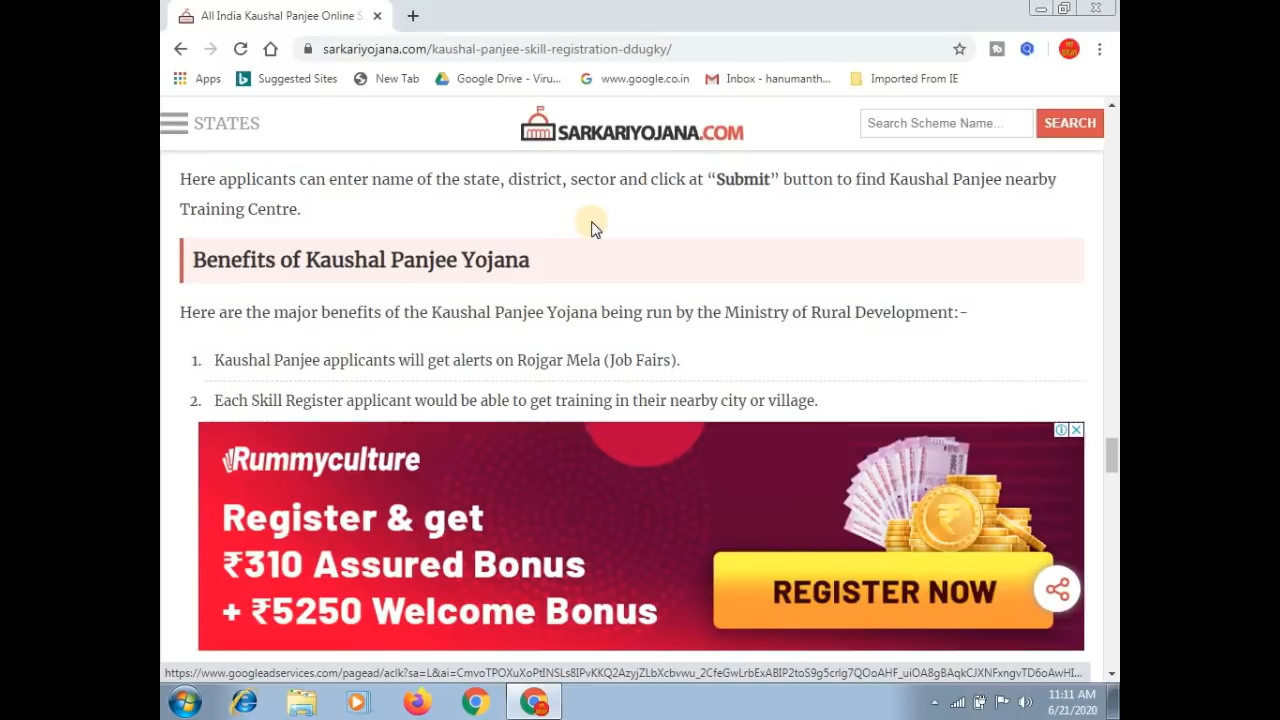 All India Kaushal Panjee Online S
sarkariyojana.com/kaushal-panjee-skill-registration-ddugky/
Apps Suggested Sites New Tab Google Drive - Viru... www.google.co.in Inbox - hanumanth... Imported From IE
STATES
SARKARIYOJANA.COM
Search Scheme Name...
SEARCH
Here applicants can enter name of the state, district, sector and click at “Submit” button to find Kaushal Panjee nearby
Training Centre.
Benefits of Kaushal Panjee Yojana
Here are the major benefits of the Kaushal Panjee Yojana being run by the Ministry of Rural Development:-
1. Kaushal Panjee applicants will get alerts on Rojgar Mela (Job Fairs).
2. Each Skill Register applicant would be able to get training in their nearby city or village.
Rummyculture
Register & get
₹310 Assured Bonus
+ ₹5250 Welcome Bonus
REGISTER NOW
11:11 AM
6/21/2020